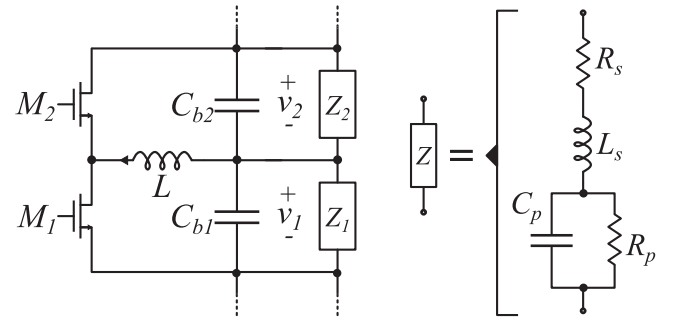 M2
Cb2
+
v2
-
Z2
L
M1
Cb1
+
v1
-
Z1
Z
=
Rs
Ls
Cp
Rp